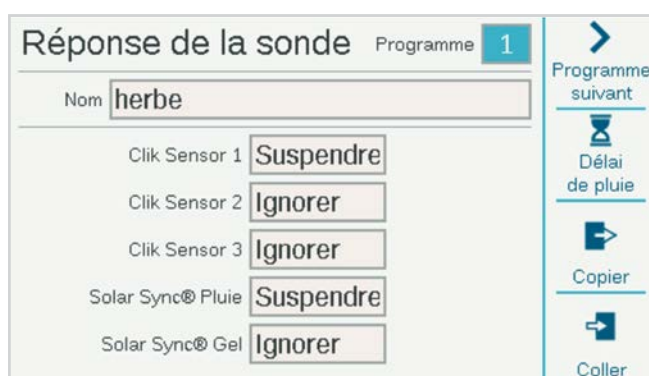 Réponse de la sonde Programme 1
Nom herbe
Clik Sensor 1 Suspendre
Clik Sensor 2 Ignorer
Clik Sensor 3 Ignorer
Solar Sync® Pluie Suspendre
Solar Sync® Gel Ignorer
Programme
suivant
Délai
de pluie
Copier
Coller